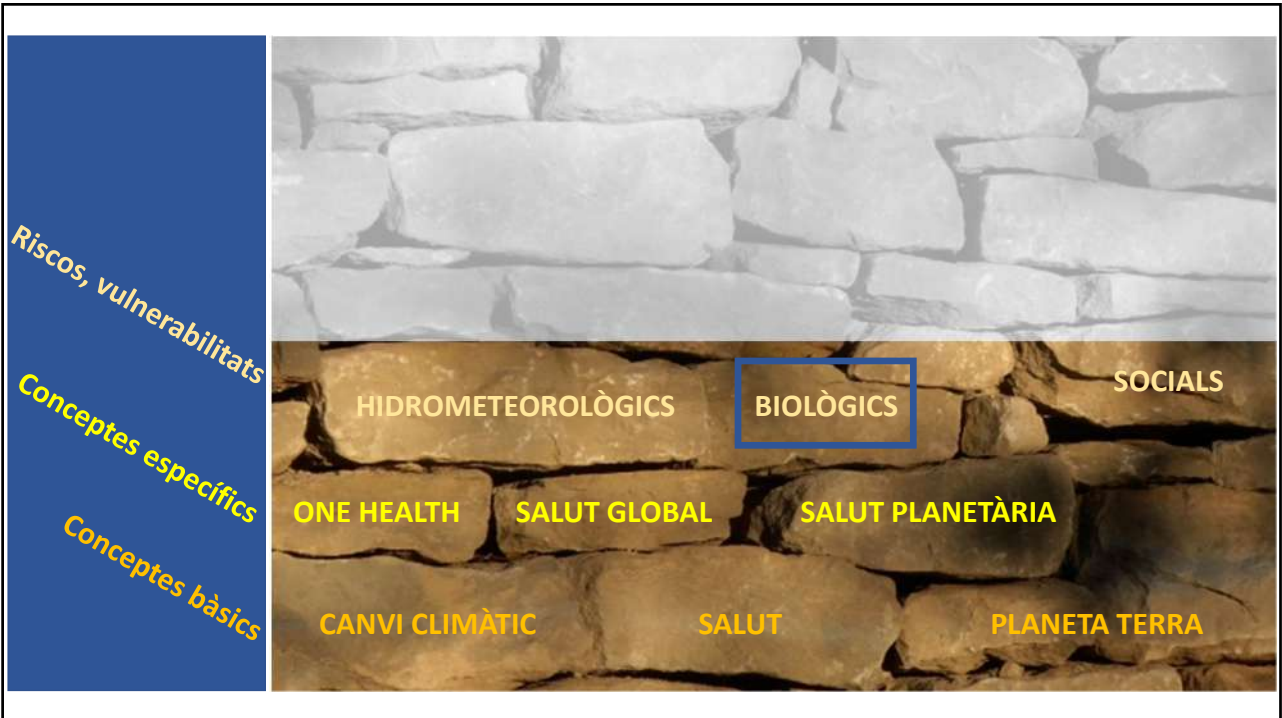 Riscos, vulnerabilitats
HIDROMETEOROLÒGICS
BIOLÒGICS
SOCIALS
Conceptes específics
ONE HEALTH
SALUT GLOBAL
SALUT PLANETÀRIA
Conceptes bàsics
CANVI CLIMÀTIC
SALUT
PLANETA TERRA